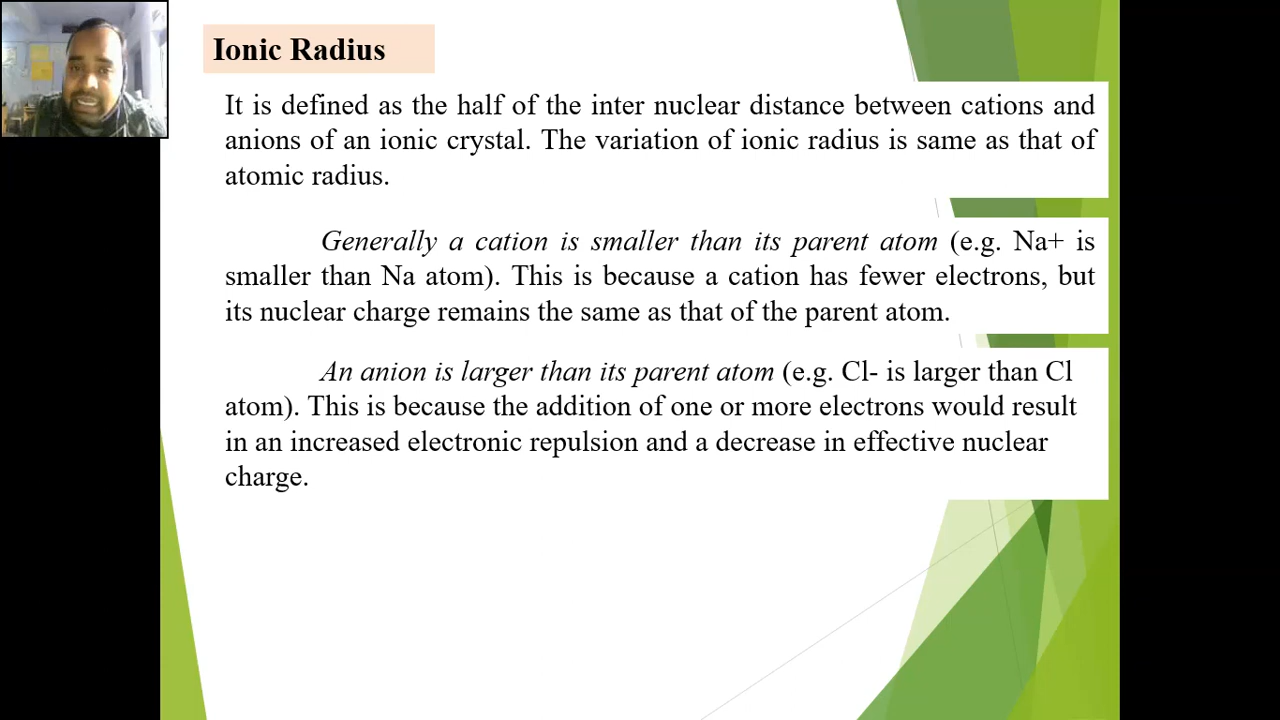 Ionic Radius
It is defined as the half of the inter nuclear distance between cations and
anions of an ionic crystal. The variation of ionic radius is same as that of
atomic radius.
Generally a cation is smaller than its parent atom (e.g. Na+ is
smaller than Na atom). This is because a cation has fewer electrons, but
its nuclear charge remains the same as that of the parent atom.
An anion is larger than its parent atom (e.g. Cl- is larger than Cl
atom). This is because the addition of one or more electrons would result
in an increased electronic repulsion and a decrease in effective nuclear
charge.